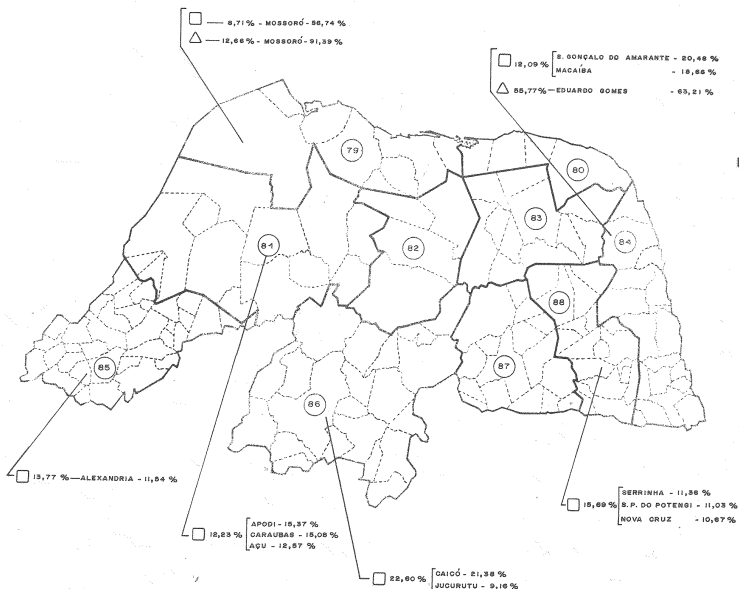 8,71 % - MOSSORÓ - 56,74 %
12,66 % - MOSSORÓ - 91,39 %
12,09 % S. GONÇALO DO AMARANTE - 20,48 %
MACAÍBA - 18,66 %
85,77 % — EDUARDO GOMES - 63,21 %
79
80
81
82
83
84
85
86
87
88
13,77 % — ALEXANDRIA - 11,54 %
12,23 % APODI - 15,37 %
CARAUBAS - 15,08 %
AÇU - 12,57 %
22,60 % CAICÓ - 21,38 %
JUCURUTU - 9,16 %
15,69 % SERRINHA - 11,38 %
S.P. DO POTENGI - 11,03 %
NOVA CRUZ - 10,67 %